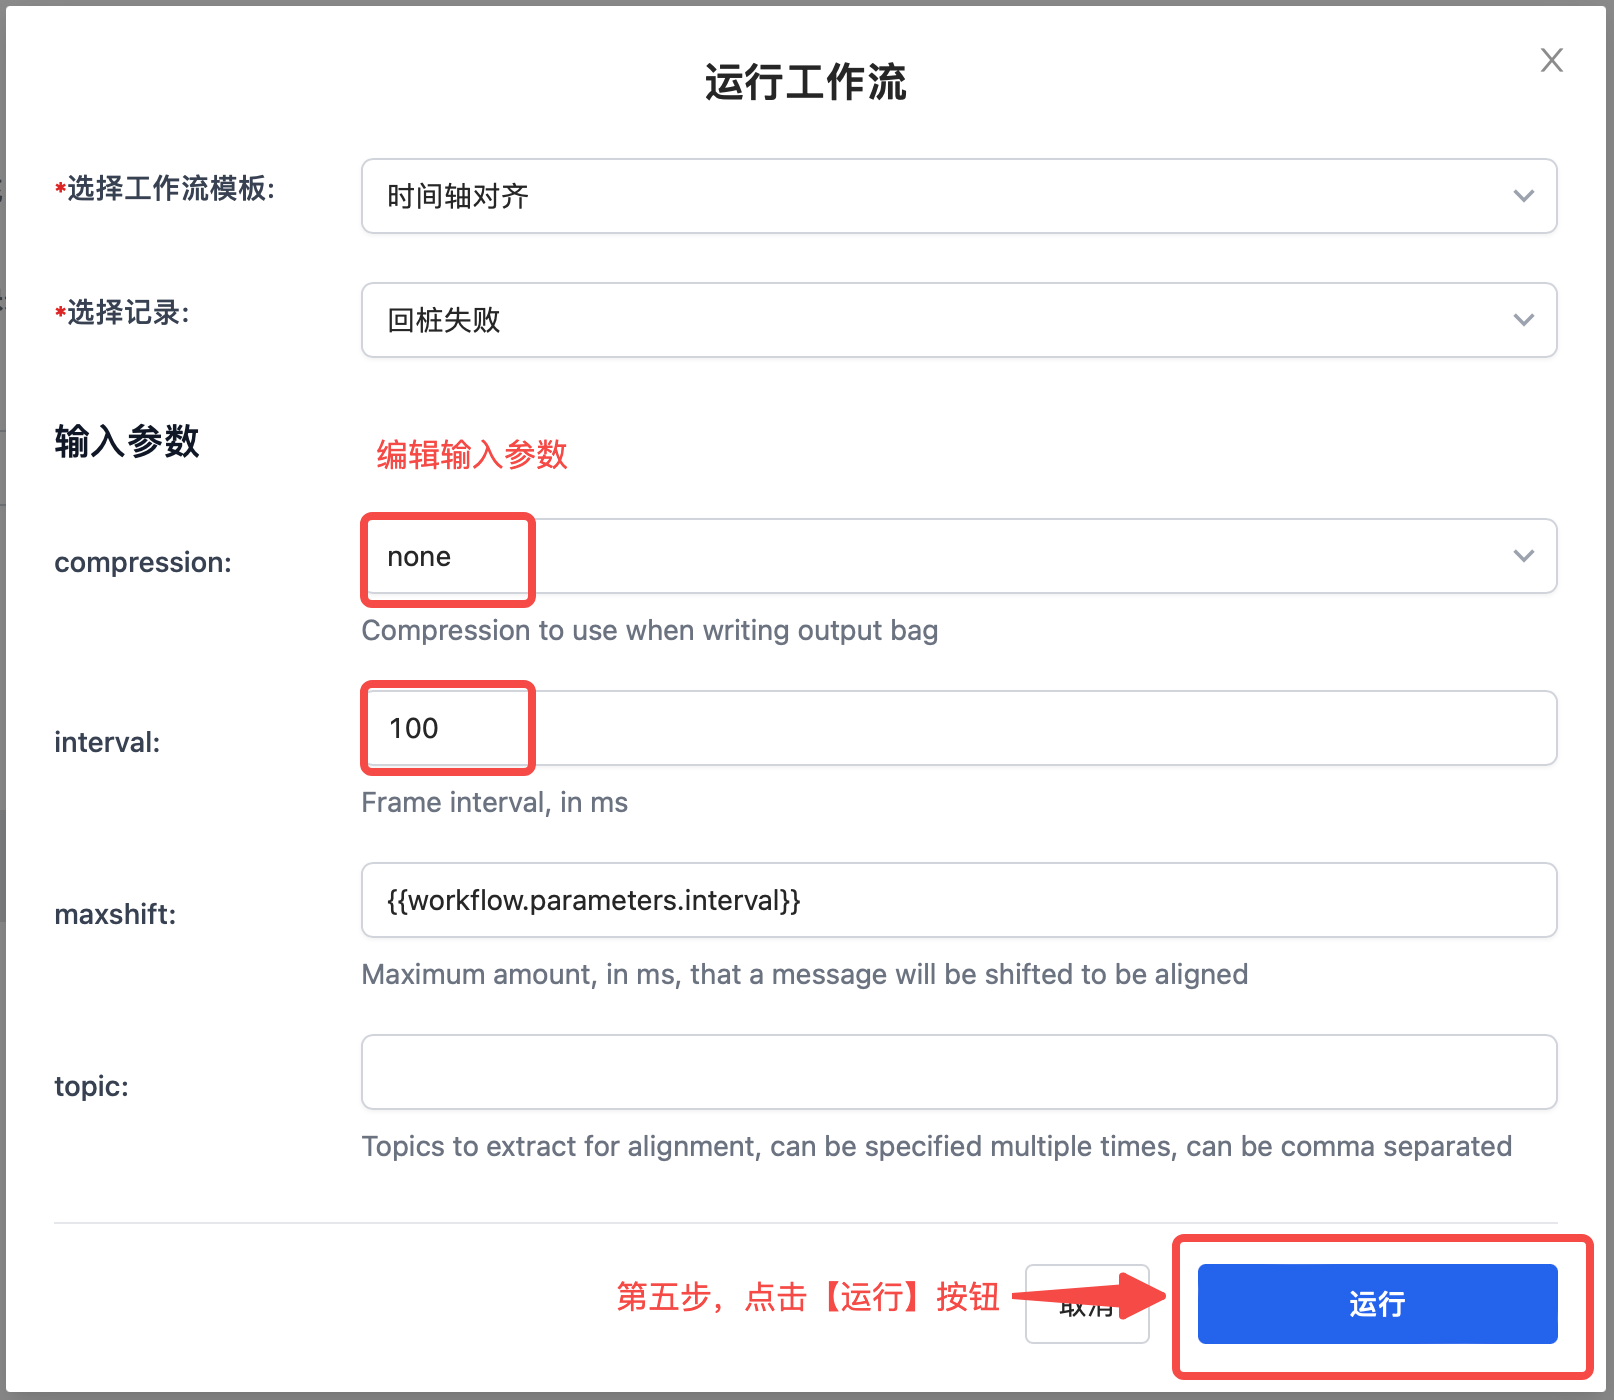 运行工作流
*选择工作流模板:
时间轴对齐
*选择记录:
回桩失败
输入参数
编辑输入参数
compression:
none
Compression to use when writing output bag
interval:
100
Frame interval, in ms
maxshift:
{{workflow.parameters.interval}}
Maximum amount, in ms, that a message will be shifted to be aligned
topic:
Topics to extract for alignment, can be specified multiple times, can be comma separated
第五步，点击【运行】按钮
取消
运行